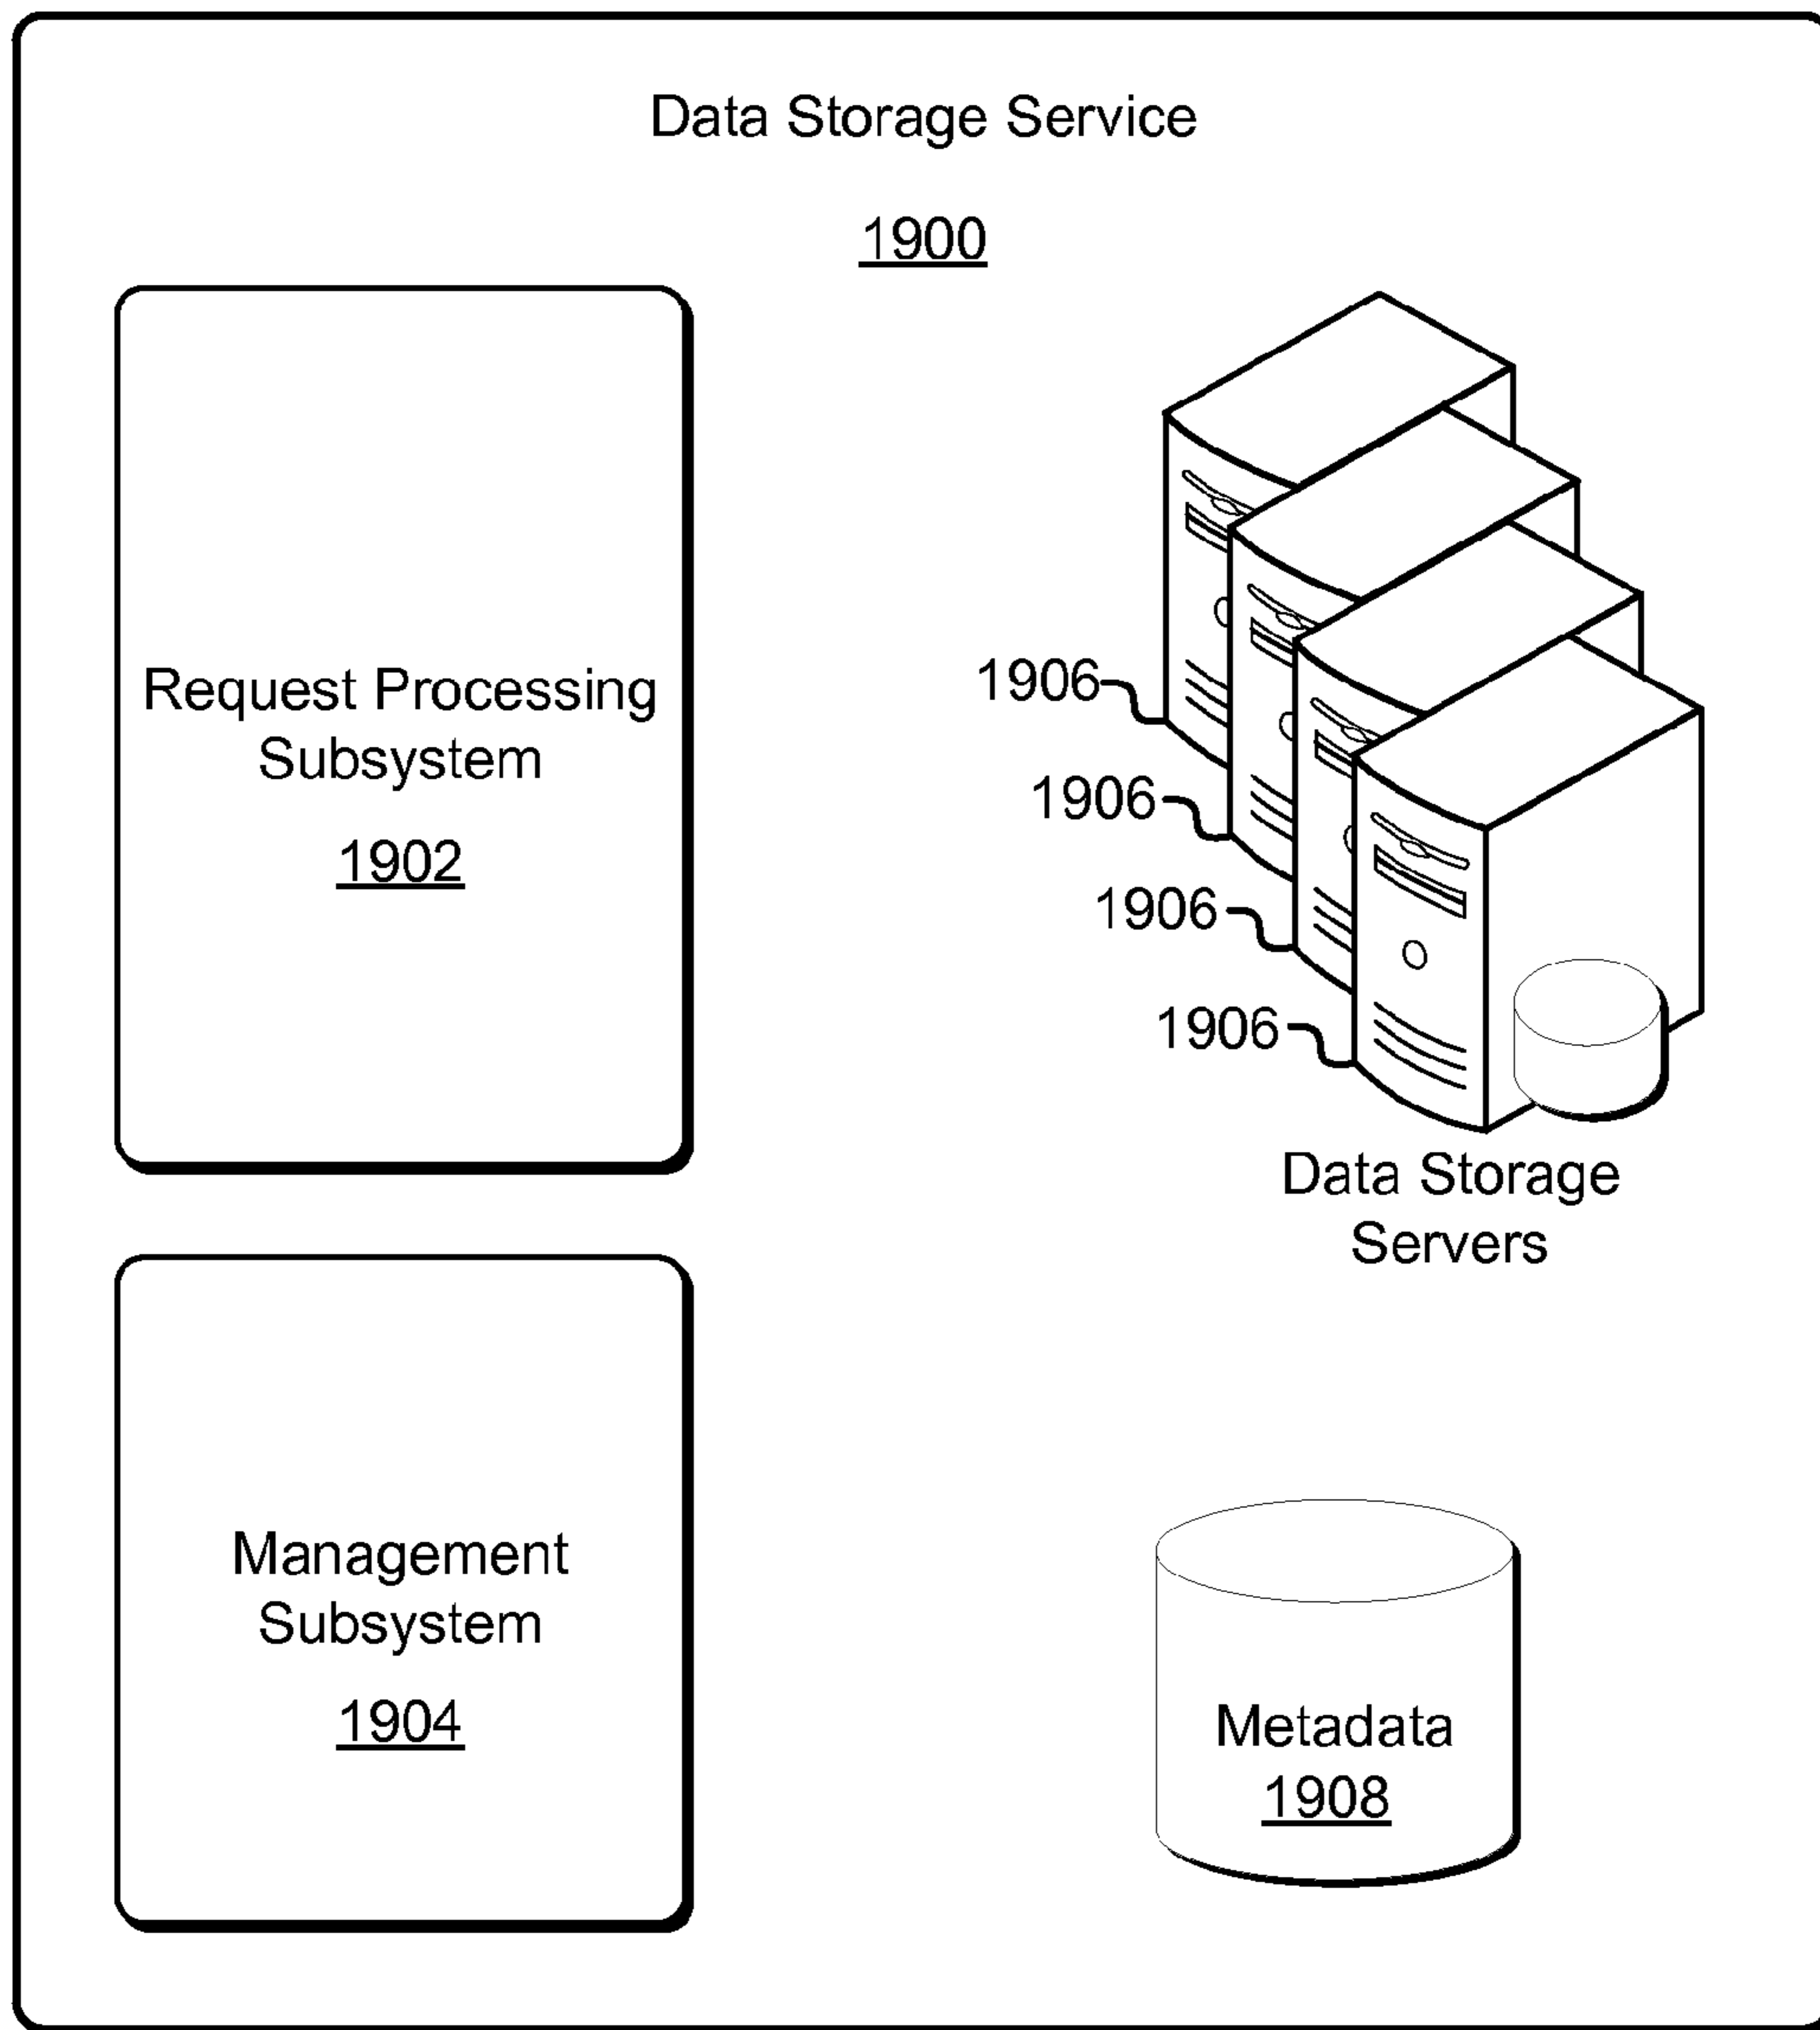 Data Storage Service
1900
Request Processing
Subsystem
1902
1906
1906
1906
1906
Data Storage
Servers
Management
Subsystem
1904
Metadata
1908